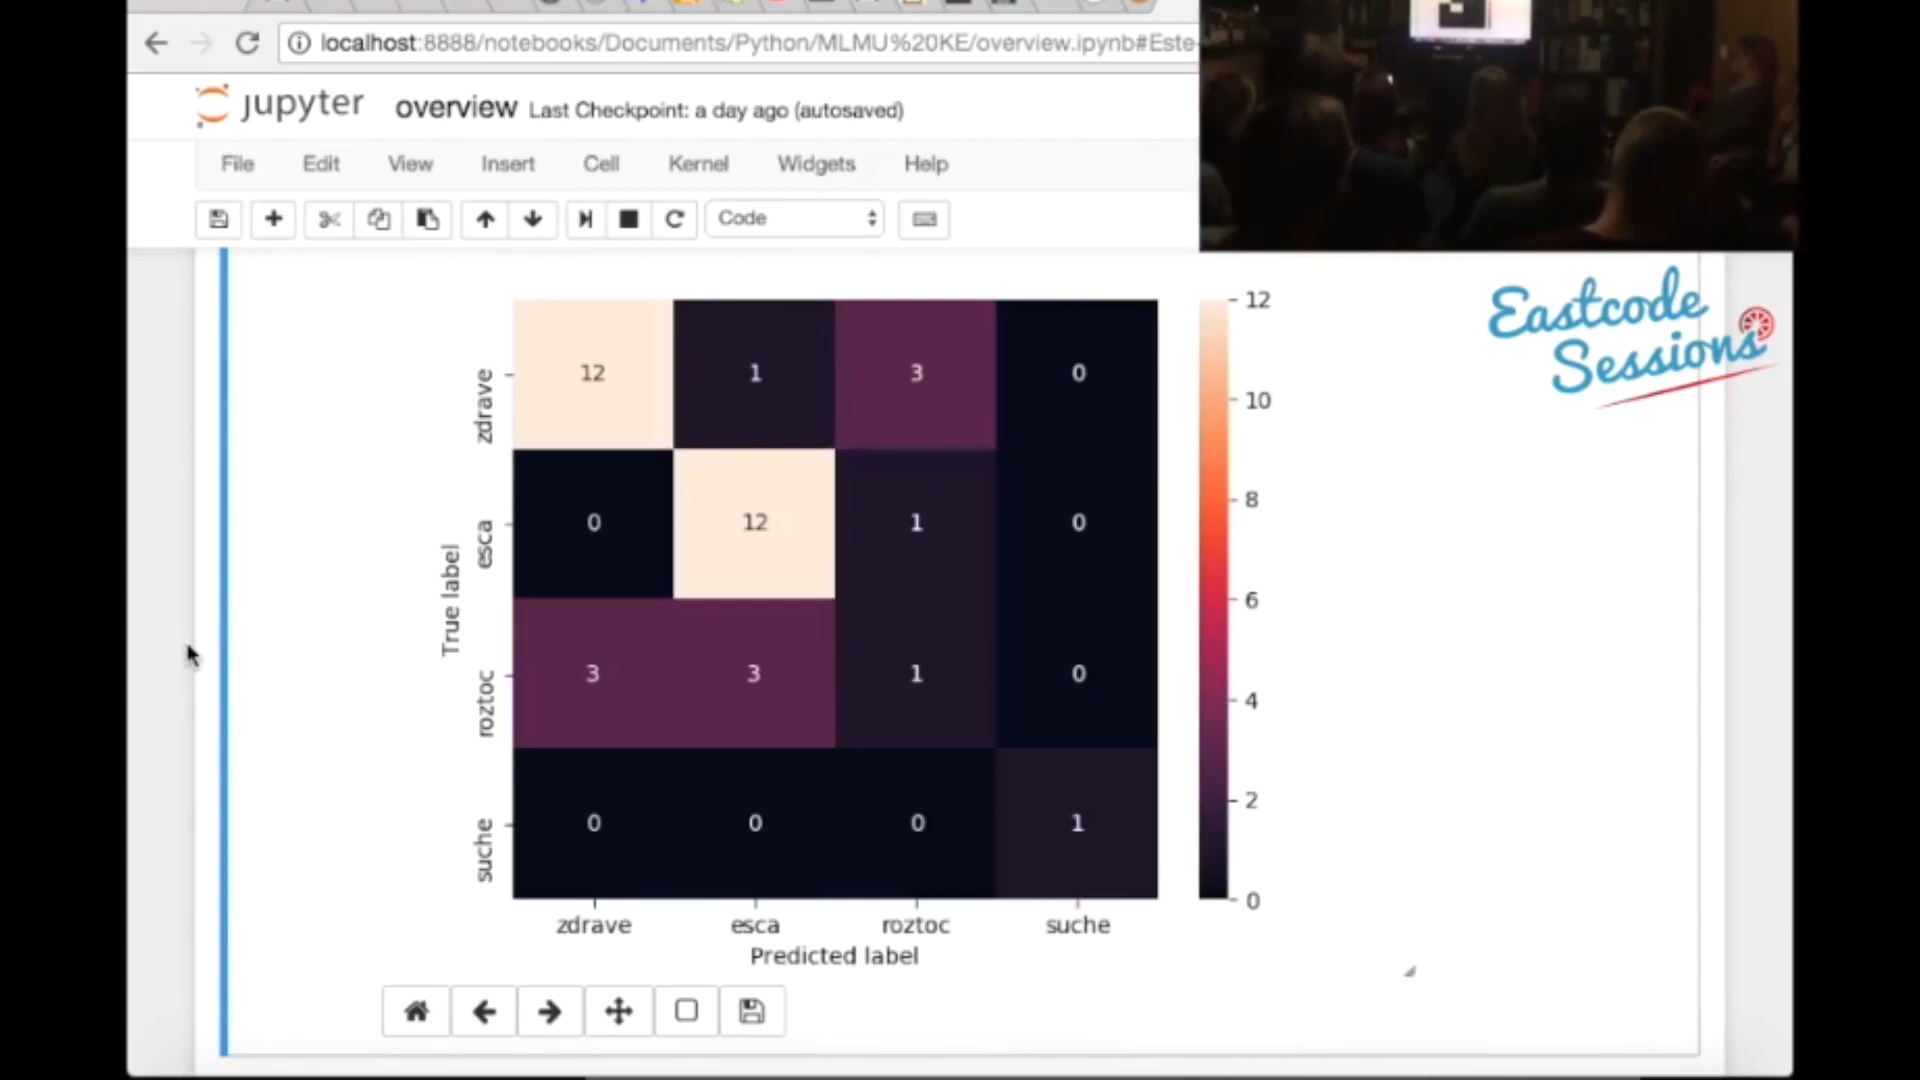 localhost:8888/notebooks/Documents/Python/MLMU%20KE/overview.ipynb#Este-
jupyter overview Last Checkpoint: a day ago (autosaved)
File Edit View Insert Cell Kernel Widgets Help
Code
Eastcode
Sessions
True label
zdrave
esca
roztoc
suche
12 1 3 0
0 12 1 0
3 3 1 0
0 0 0 1
zdrave esca roztoc suche
Predicted label
12
10
8
6
4
2
0